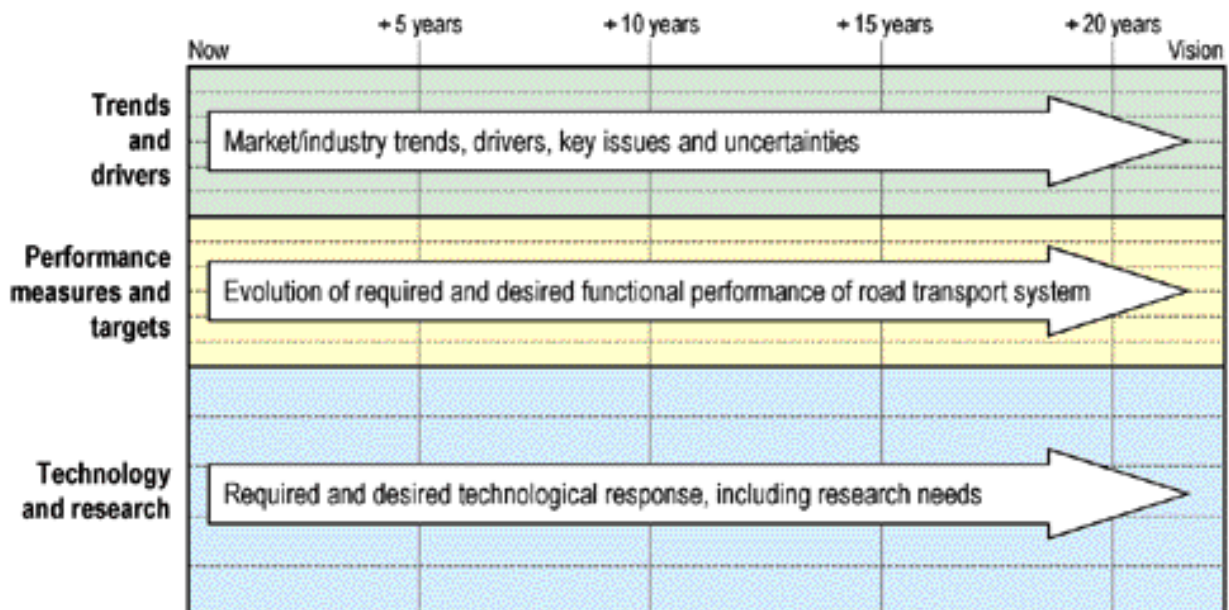 + 5 years
+ 10 years
+ 15 years
+ 20 years
Now
Vision
Trends
and
drivers
Market/industry trends, drivers, key issues and uncertainties
Performance
measures and
targets
Evolution of required and desired functional performance of road transport system
Technology
and research
Required and desired technological response, including research needs